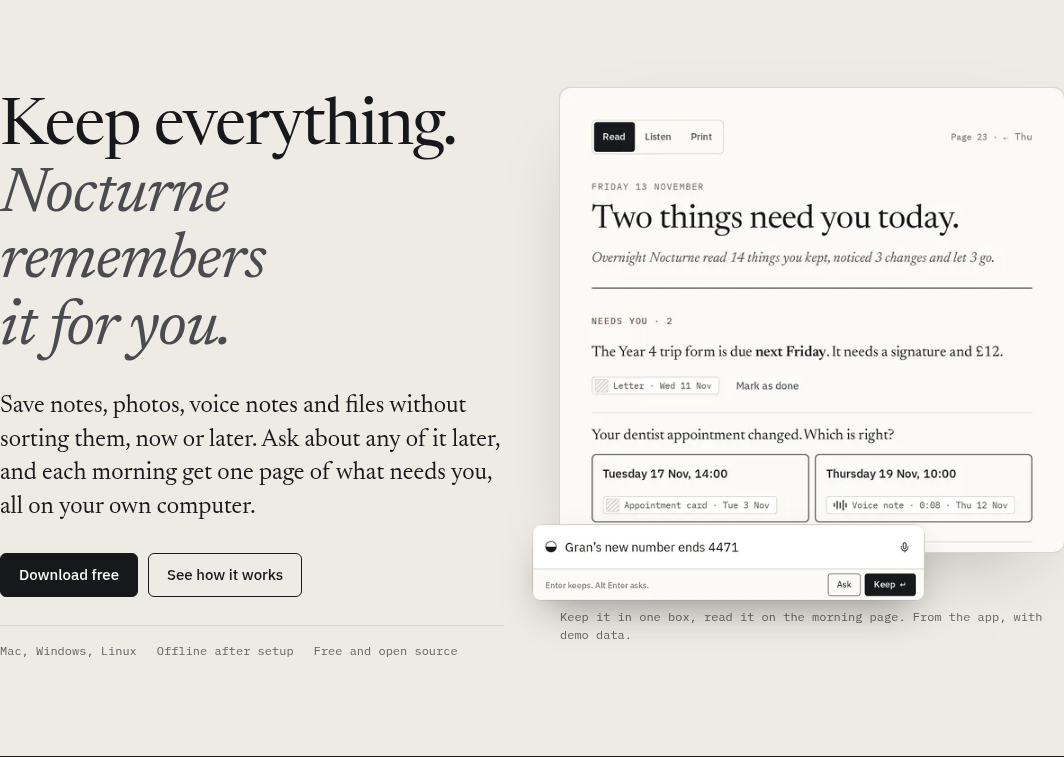 Keep everything.
Nocturne
remembers
it for you.
Save notes, photos, voice notes and files without
sorting them, now or later. Ask about any of it later,
and each morning get one page of what needs you,
all on your own computer.
Download free
See how it works
Mac, Windows, Linux
Offline after setup
Free and open source
Read
Listen
Print
Page 23 · ← Thu
FRIDAY 13 NOVEMBER
Two things need you today.
Overnight Nocturne read 14 things you kept, noticed 3 changes and let 3 go.
NEEDS YOU · 2
The Year 4 trip form is due next Friday. It needs a signature and £12.
Letter · Wed 11 Nov
Mark as done
Your dentist appointment changed. Which is right?
Tuesday 17 Nov, 14:00
Appointment card · Tue 3 Nov
Thursday 19 Nov, 10:00
Voice note · 0:08 · Thu 12 Nov
Gran's new number ends 4471
Enter keeps. Alt Enter asks.
Ask
Keep ↵
Keep it in one box, read it on the morning page. From the app, with
demo data.